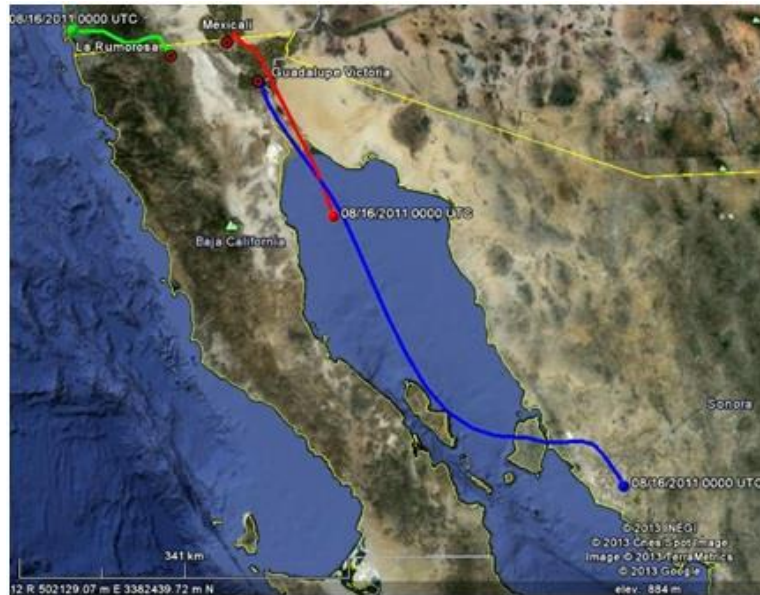 08/16/2011 0000 UTC
Mexicali
La Rumorosa
Guadalupe Victoria
08/16/2011 0000 UTC
Baja California
Sonora
08/16/2011 0000 UTC
© 2013 INEGI
© 2013 Cnes/Spot Image
Image © 2013 TerraMetrics
© 2013 Google
341 km
12 R 502129.07 m E 3382439.72 m N
elev.: 884 m